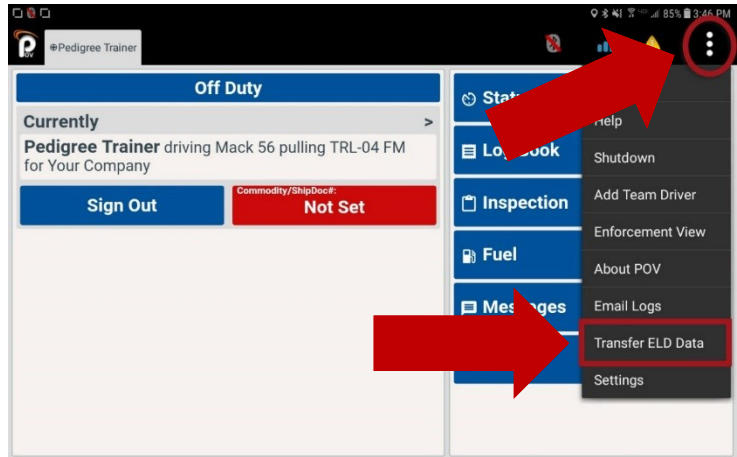 85% 3:46 PM
POV
Pedigree Trainer
Off Duty
Currently >
Pedigree Trainer driving Mack 56 pulling TRL-04 FM
for Your Company
Sign Out
Commodity/ShipDoc#:
Not Set
Inspection
Fuel
Help
Shutdown
Add Team Driver
Enforcement View
About POV
Email Logs
Transfer ELD Data
Settings